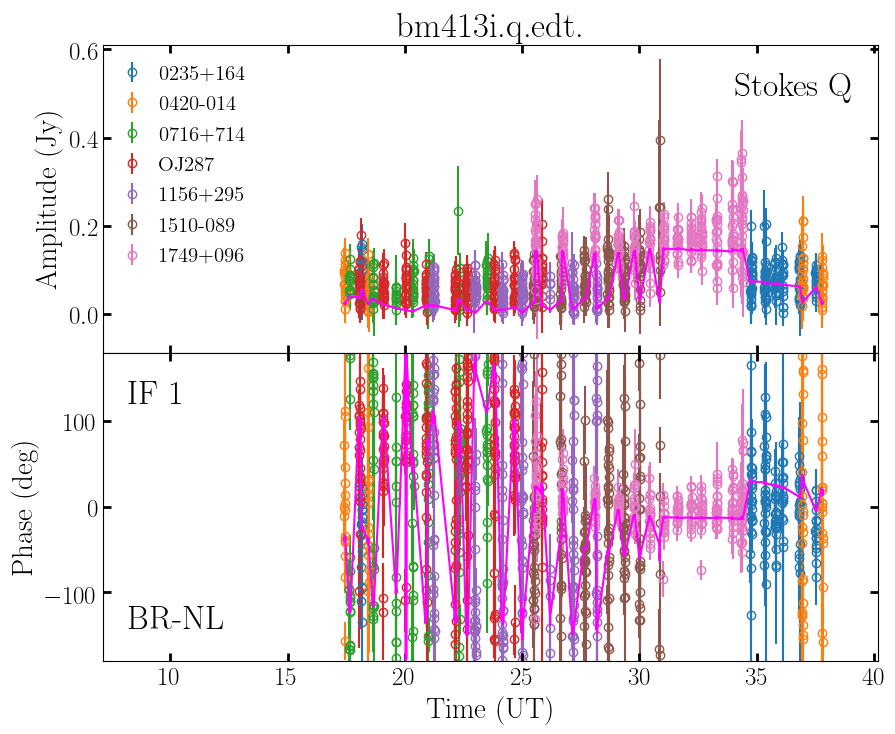 bm413i.q.edt.
0.6
0.4
0.2
0.0
Amplitude (Jy)
Stokes Q
0235+164
0420-014
0716+714
OJ287
1156+295
1510-089
1749+096
IF 1
BR-NL
100
0
−100
Phase (deg)
10 15 20 25 30 35 40
Time (UT)